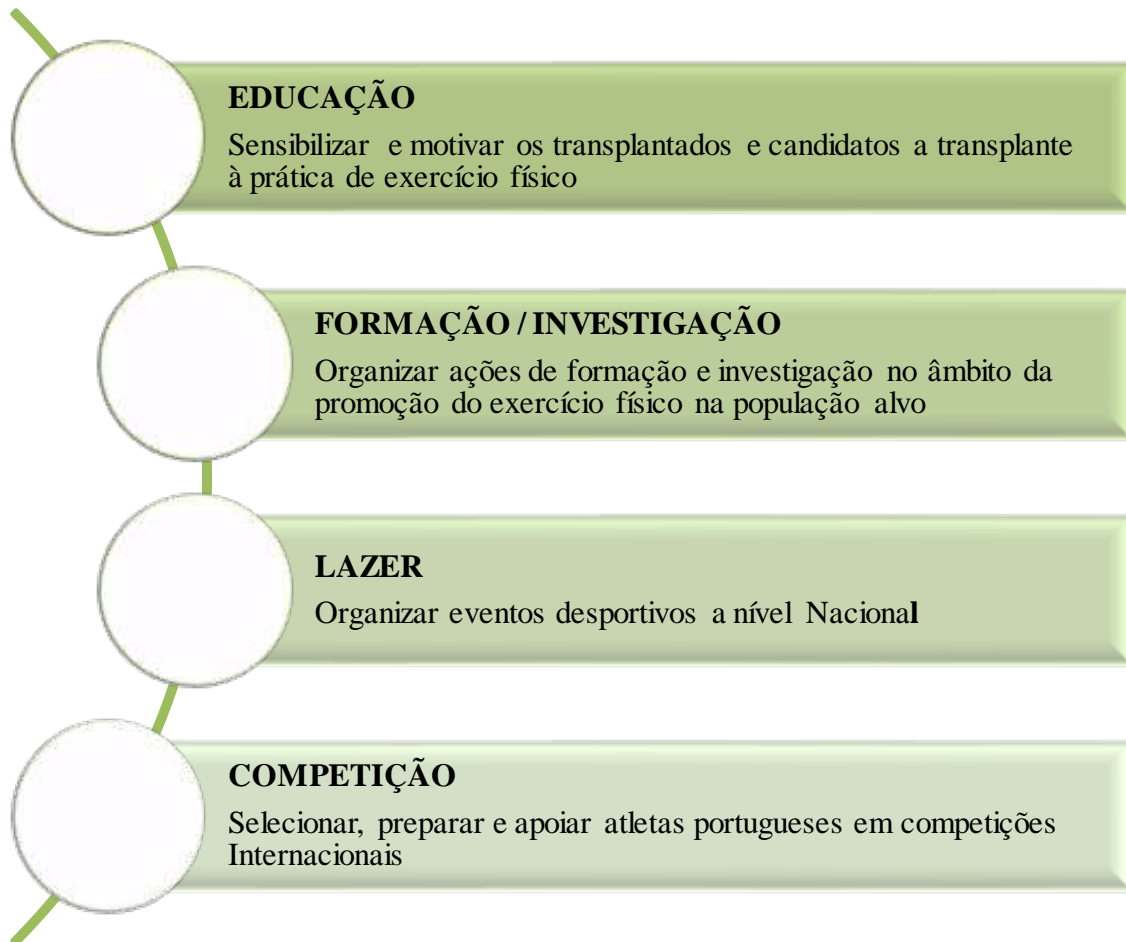 EDUCAÇÃO
Sensibilizar e motivar os transplantados e candidatos a transplante
à prática de exercício físico
FORMAÇÃO / INVESTIGAÇÃO
Organizar ações de formação e investigação no âmbito da
promoção do exercício físico na população alvo
LAZER
Organizar eventos desportivos a nível Nacional
COMPETIÇÃO
Selecionar, preparar e apoiar atletas portugueses em competições
Internacionais